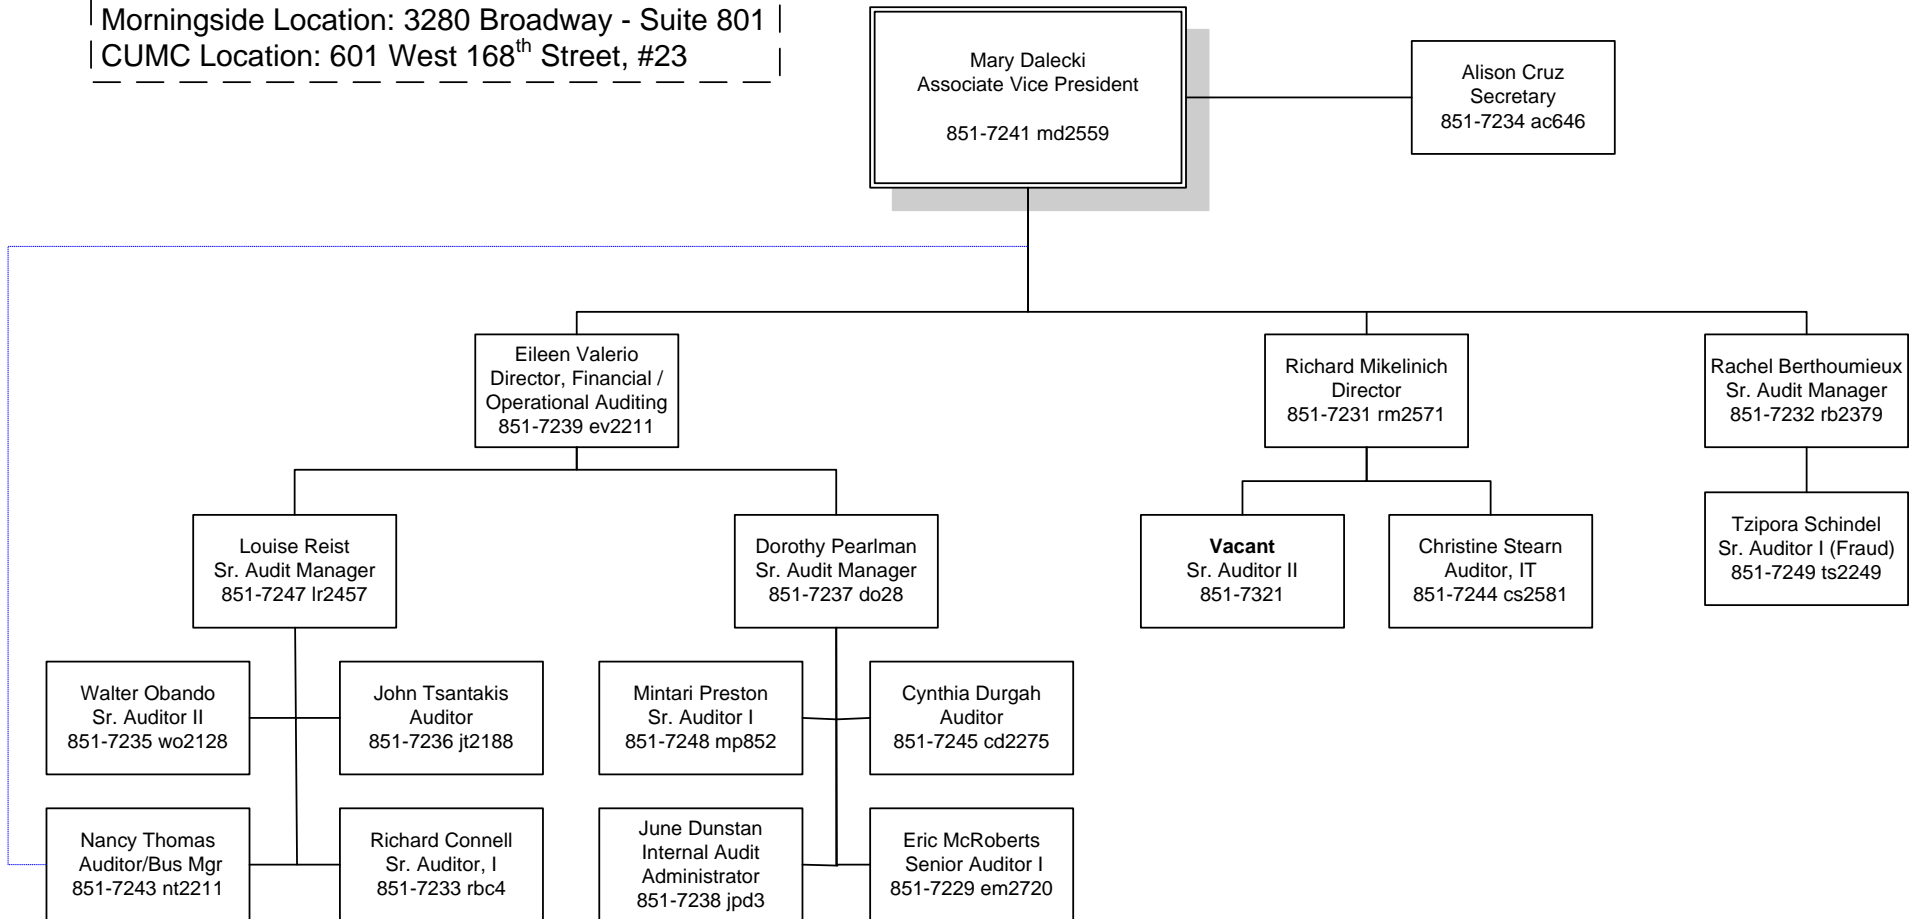 Morningside Location: 3280 Broadway - Suite 801
CUMC Location: 601 West 168th Street, #23
Mary Dalecki
Associate Vice President
851-7241 md2559
Alison Cruz
Secretary
851-7234 ac646
Eileen Valerio
Director, Financial /
Operational Auditing
851-7239 ev2211
Richard Mikelinich
Director
851-7231 rm2571
Rachel Berthoumieux
Sr. Audit Manager
851-7232 rb2379
Louise Reist
Sr. Audit Manager
851-7247 lr2457
Dorothy Pearlman
Sr. Audit Manager
851-7237 do28
Vacant
Sr. Auditor II
851-7321
Christine Stearn
Auditor, IT
851-7244 cs2581
Tzipora Schindel
Sr. Auditor I (Fraud)
851-7249 ts2249
Walter Obando
Sr. Auditor II
851-7235 wo2128
John Tsantakis
Auditor
851-7236 jt2188
Mintari Preston
Sr. Auditor I
851-7248 mp852
Cynthia Durgah
Auditor
851-7245 cd2275
Nancy Thomas
Auditor/Bus Mgr
851-7243 nt2211
Richard Connell
Sr. Auditor, I
851-7233 rbc4
June Dunstan
Internal Audit
Administrator
851-7238 jpd3
Eric McRoberts
Senior Auditor I
851-7229 em2720